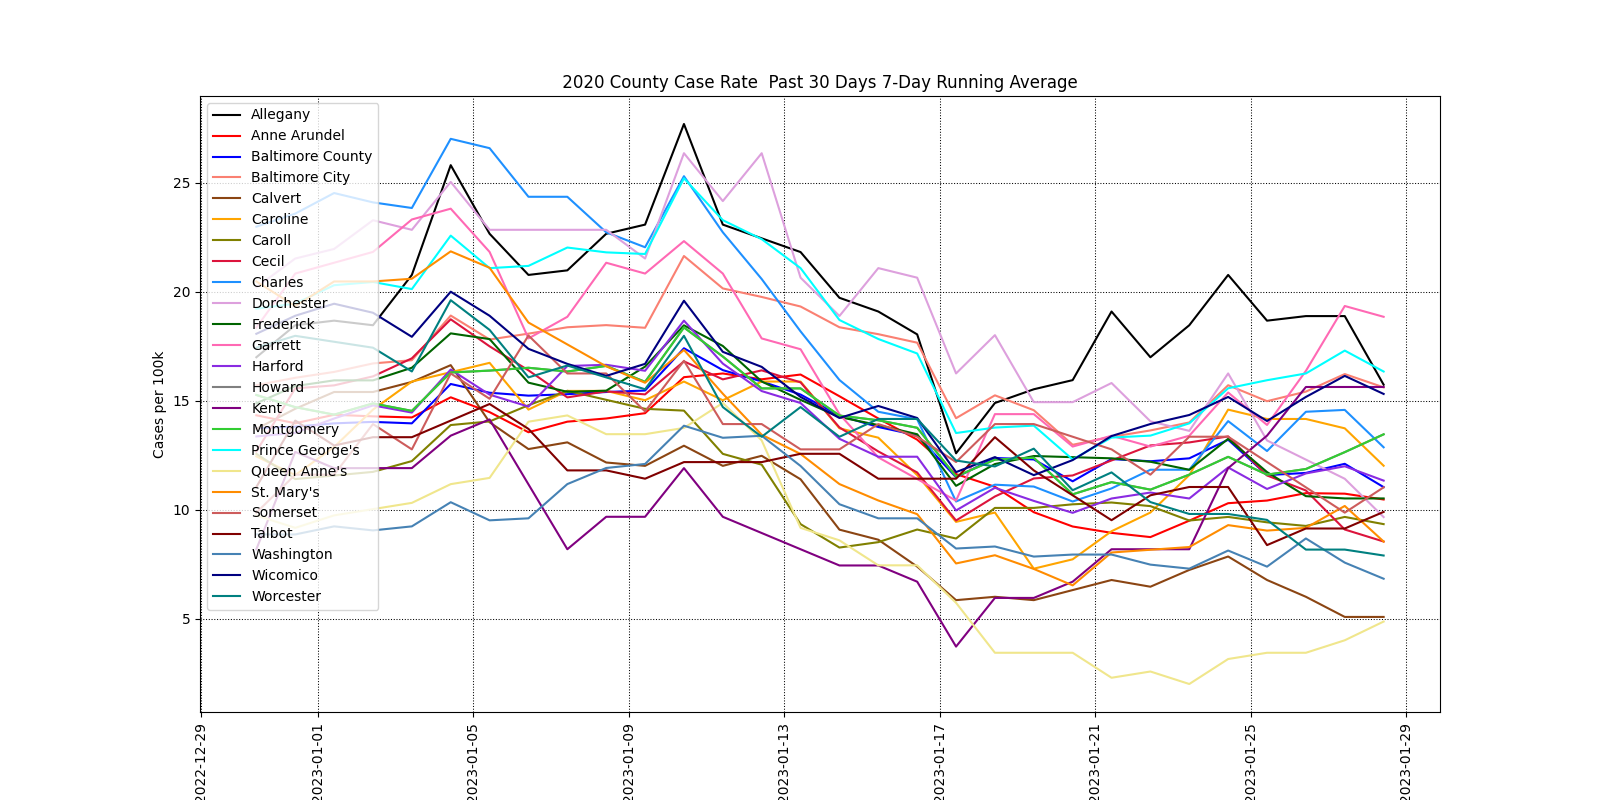 2020 County Case Rate  Past 30 Days 7-Day Running Average
Cases per 100k
25
20
15
10
5
Allegany
Anne Arundel
Baltimore County
Baltimore City
Calvert
Caroline
Caroll
Cecil
Charles
Dorchester
Frederick
Garrett
Harford
Howard
Kent
Montgomery
Prince George's
Queen Anne's
St. Mary's
Somerset
Talbot
Washington
Wicomico
Worcester
2022-12-29
2023-01-01
2023-01-05
2023-01-09
2023-01-13
2023-01-17
2023-01-21
2023-01-25
2023-01-29